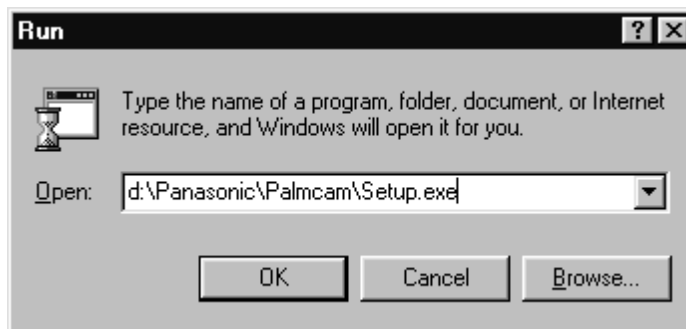 Run
Type the name of a program, folder, document, or Internet
resource, and Windows will open it for you.
Open: d:\Panasonic\Palmcam\Setup.exe
OK Cancel Browse...